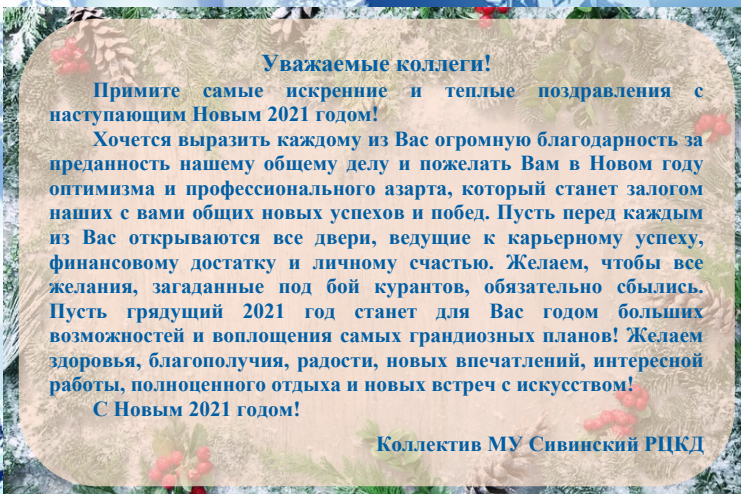 Уважаемые коллеги!
Примите самые искренние и теплые поздравления с
наступающим Новым 2021 годом!
Хочется выразить каждому из Вас огромную благодарность за
преданность нашему общему делу и пожелать Вам в Новом году
оптимизма и профессионального азарта, который станет залогом
наших с вами общих новых успехов и побед. Пусть перед каждым
из Вас открываются все двери, ведущие к карьерному успеху,
финансовому достатку и личному счастью. Желаем, чтобы все
желания, загаданные под бой курантов, обязательно сбылись.
Пусть грядущий 2021 год станет для Вас годом больших
возможностей и воплощения самых грандиозных планов! Желаем
здоровья, благополучия, радости, новых впечатлений, интересной
работы, полноценного отдыха и новых встреч с искусством!
С Новым 2021 годом!
Коллектив МУ Сивинский РЦКД